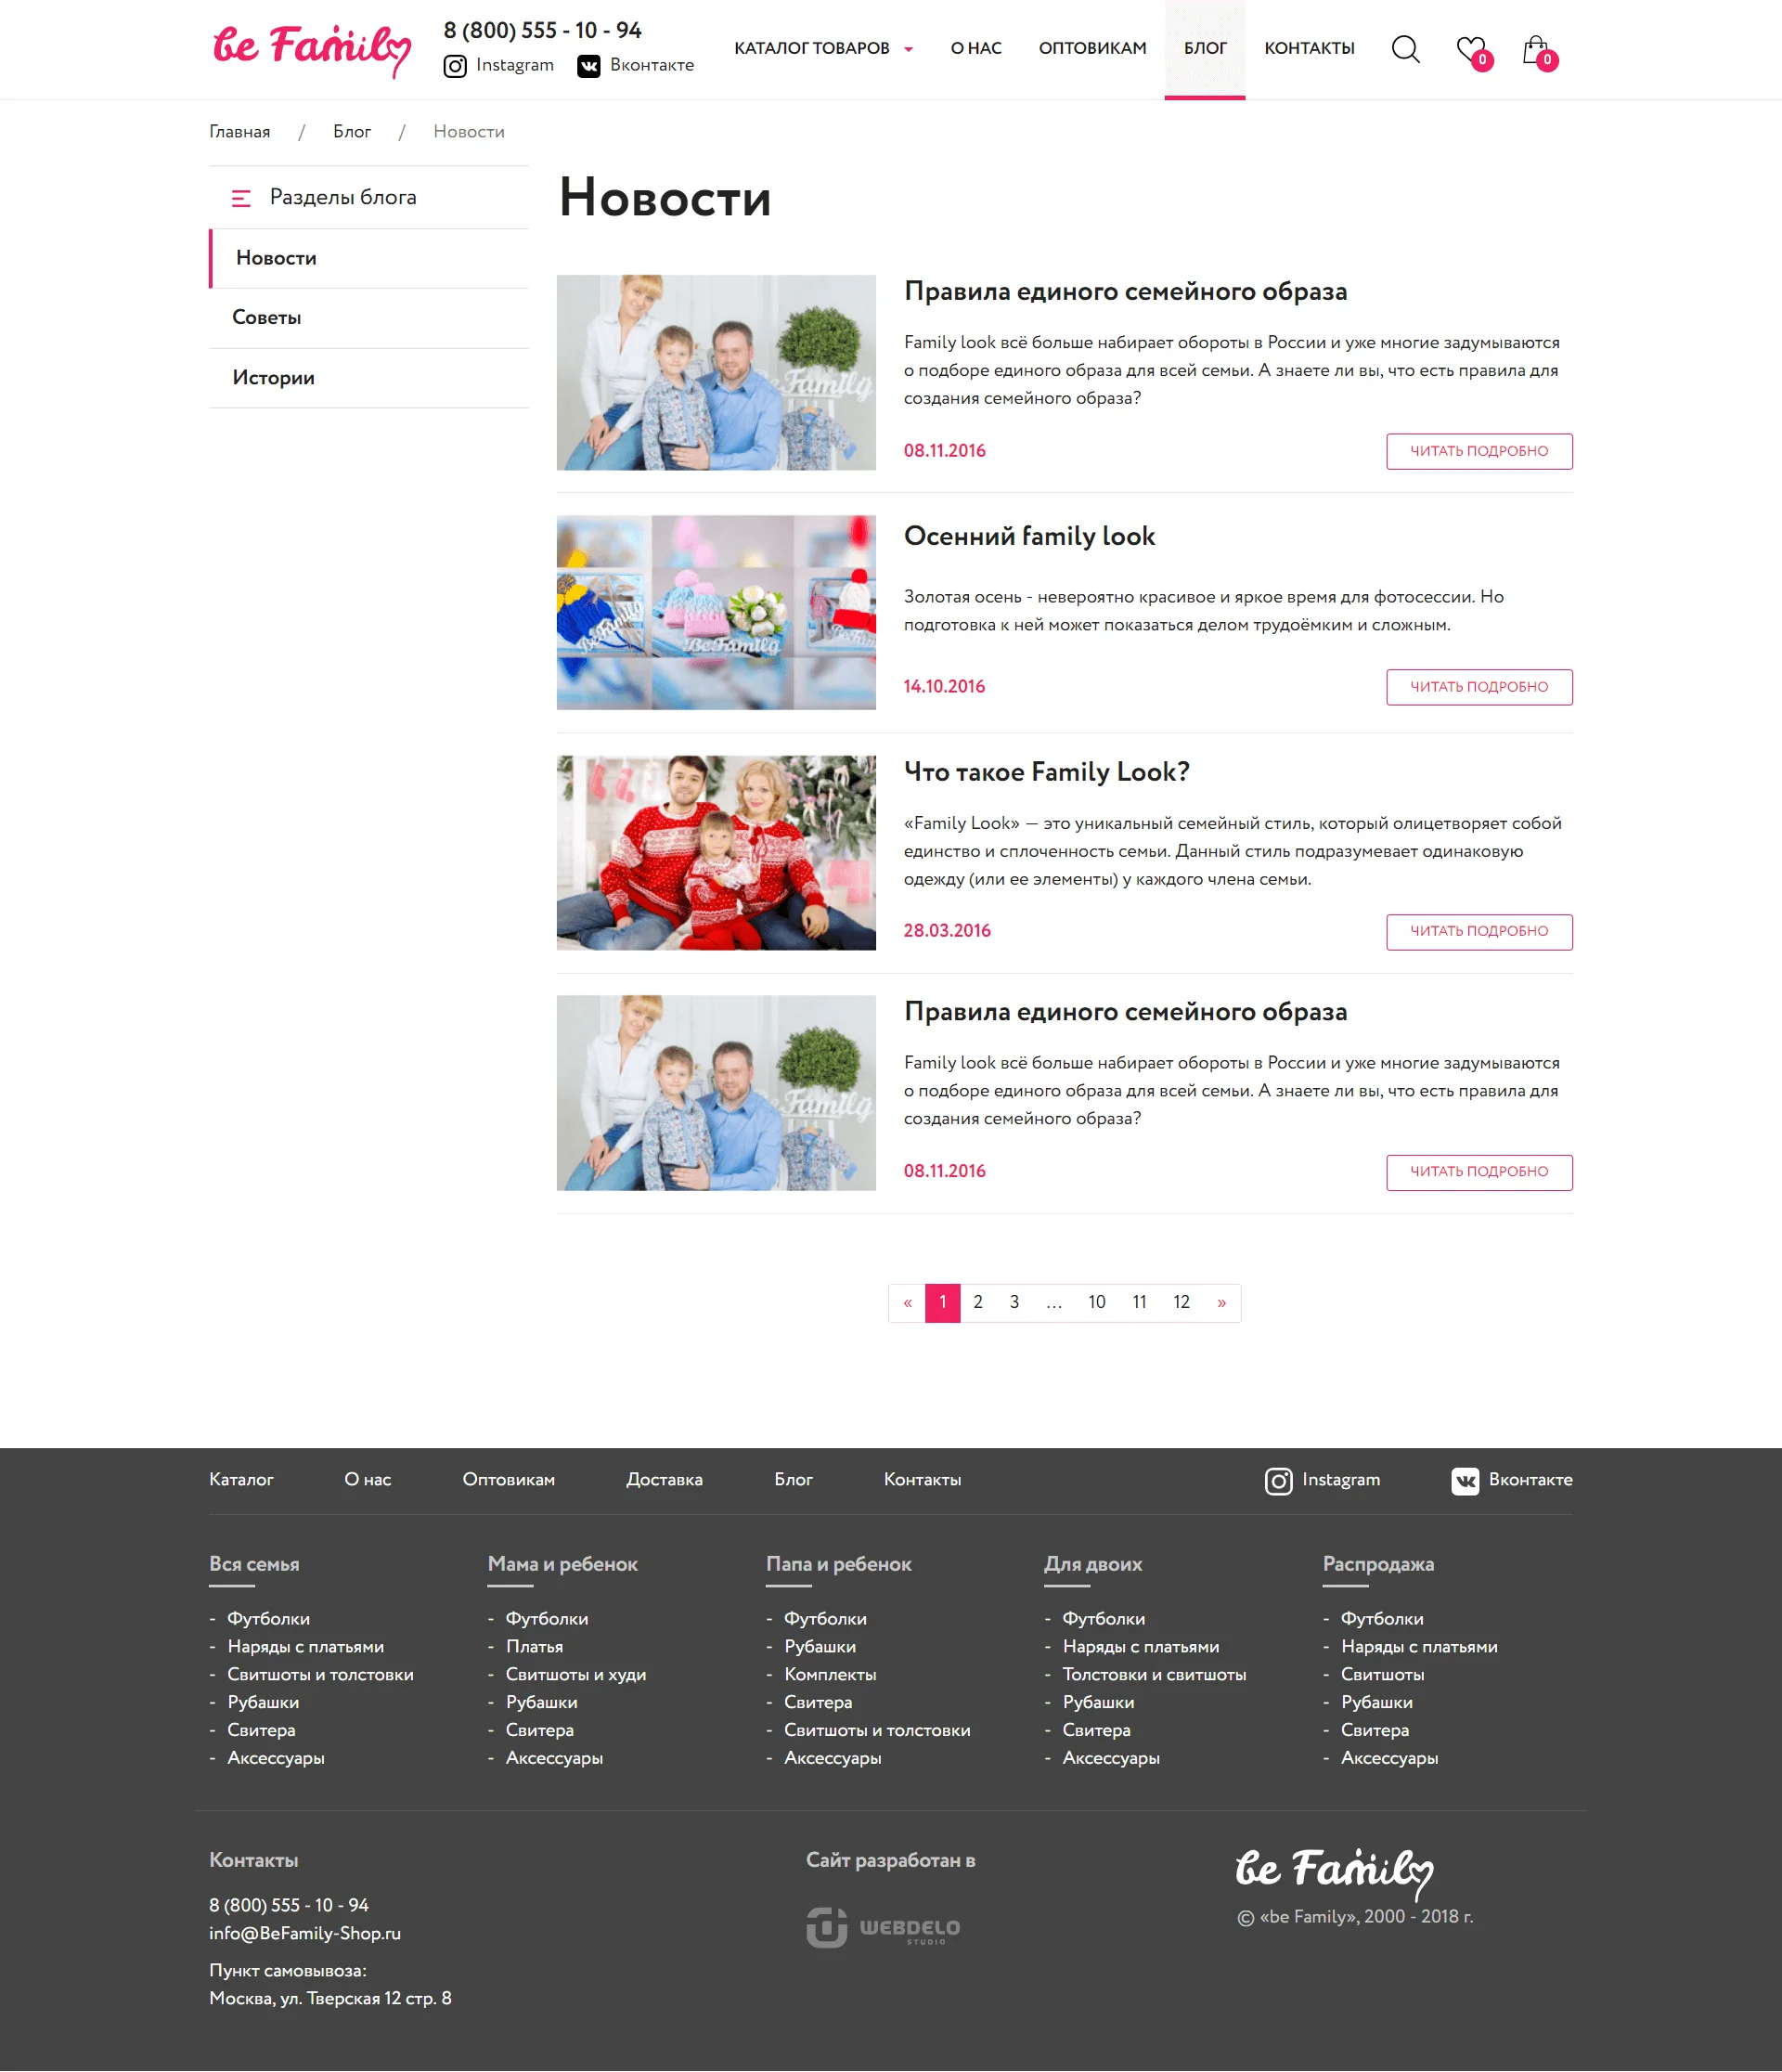 be Family
8 (800) 555 - 10 - 94
Instagram Вконтакте
КАТАЛОГ ТОВАРОВ О НАС ОПТОВИКАМ БЛОГ КОНТАКТЫ 0 0
Главная / Блог / Новости
Разделы блога
Новости
Советы
Истории
Новости
Be Family
Правила единого семейного образа
Family look всё больше набирает обороты в России и уже многие задумываются
о подборе единого образа для всей семьи. А знаете ли вы, что есть правила для
создания семейного образа?
08.11.2016 ЧИТАТЬ ПОДРОБНО
BeFamily BeFamily BeFamily
Осенний family look
Золотая осень - невероятно красивое и яркое время для фотосессии. Но
подготовка к ней может показаться делом трудоёмким и сложным.
14.10.2016 ЧИТАТЬ ПОДРОБНО
Что такое Family Look?
«Family Look» — это уникальный семейный стиль, который олицетворяет собой
единство и сплоченность семьи. Данный стиль подразумевает одинаковую
одежду (или ее элементы) у каждого члена семьи.
28.03.2016 ЧИТАТЬ ПОДРОБНО
Be Family
Правила единого семейного образа
Family look всё больше набирает обороты в России и уже многие задумываются
о подборе единого образа для всей семьи. А знаете ли вы, что есть правила для
создания семейного образа?
08.11.2016 ЧИТАТЬ ПОДРОБНО
« 1 2 3 ... 10 11 12 »
Каталог О нас Оптовикам Доставка Блог Контакты Instagram Вконтакте
Вся семья
- Футболки
- Наряды с платьями
- Свитшоты и толстовки
- Рубашки
- Свитера
- Аксессуары
Мама и ребенок
- Футболки
- Платья
- Свитшоты и худи
- Рубашки
- Свитера
- Аксессуары
Папа и ребенок
- Футболки
- Рубашки
- Комплекты
- Свитера
- Свитшоты и толстовки
- Аксессуары
Для двоих
- Футболки
- Наряды с платьями
- Толстовки и свитшоты
- Рубашки
- Свитера
- Аксессуары
Распродажа
- Футболки
- Наряды с платьями
- Свитшоты
- Рубашки
- Свитера
- Аксессуары
Контакты
8 (800) 555 - 10 - 94
info@BeFamily-Shop.ru
Пункт самовывоза:
Москва, ул. Тверская 12 стр. 8
Сайт разработан в
WEBDELO
STUDIO
be Family
© «be Family», 2000 - 2018 г.